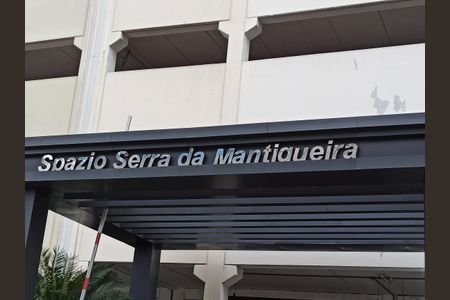 Spazio Serra da Mantiqueira